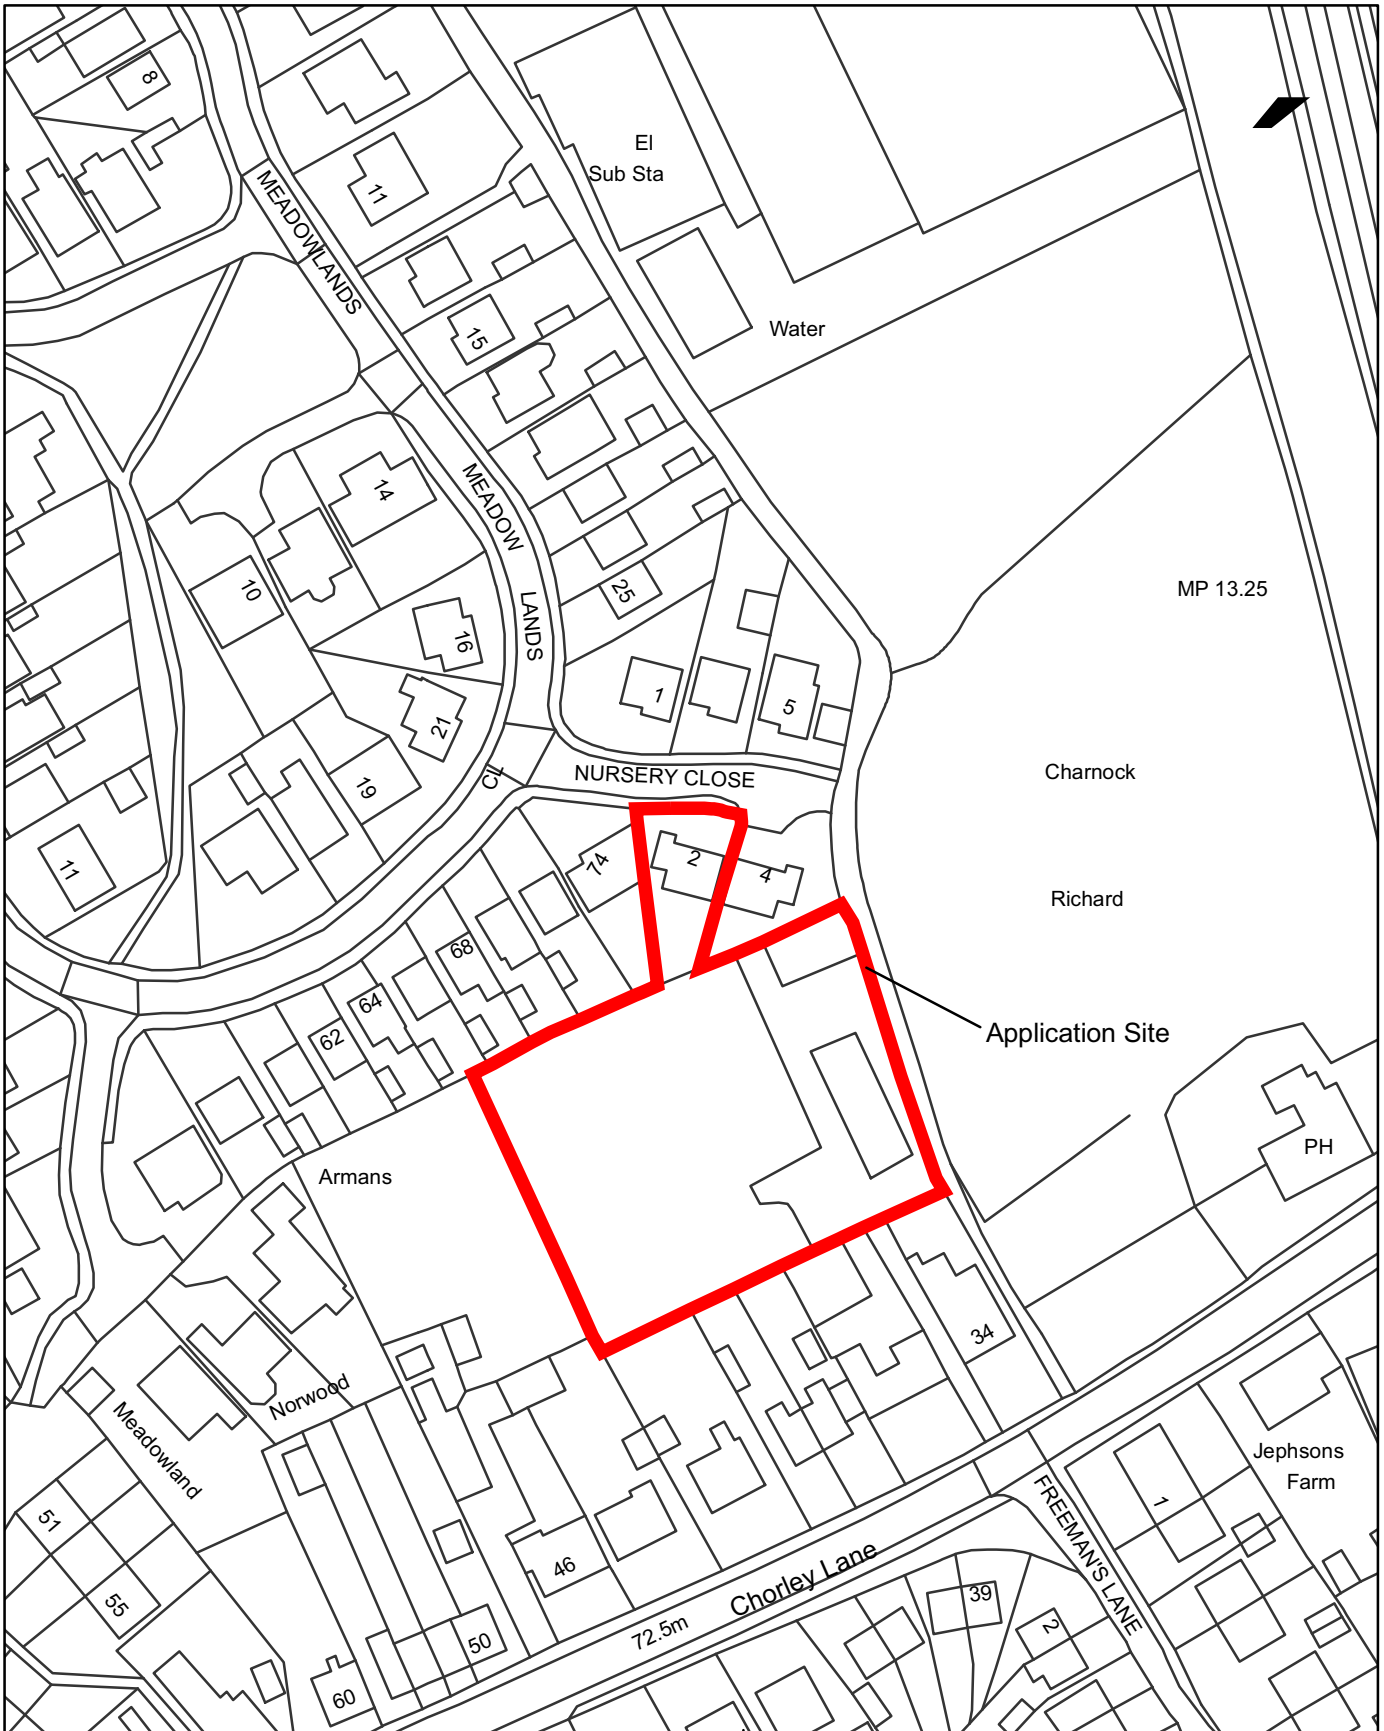 8
El
Sub Sta
11
MEADOWLANDS
15
Water
14
MEADOW
LANDS
10
25
MP 13.25
16
1
5
21
CL
19
NURSERY CLOSE
Charnock
11
74
2
4
Richard
68
64
62
Application Site
PH
Armans
34
Norwood
Meadowland
Jephsons
Farm
1
FREEMAN'S LANE
51
55
46
Chorley Lane
39
72.5m
2
50
60